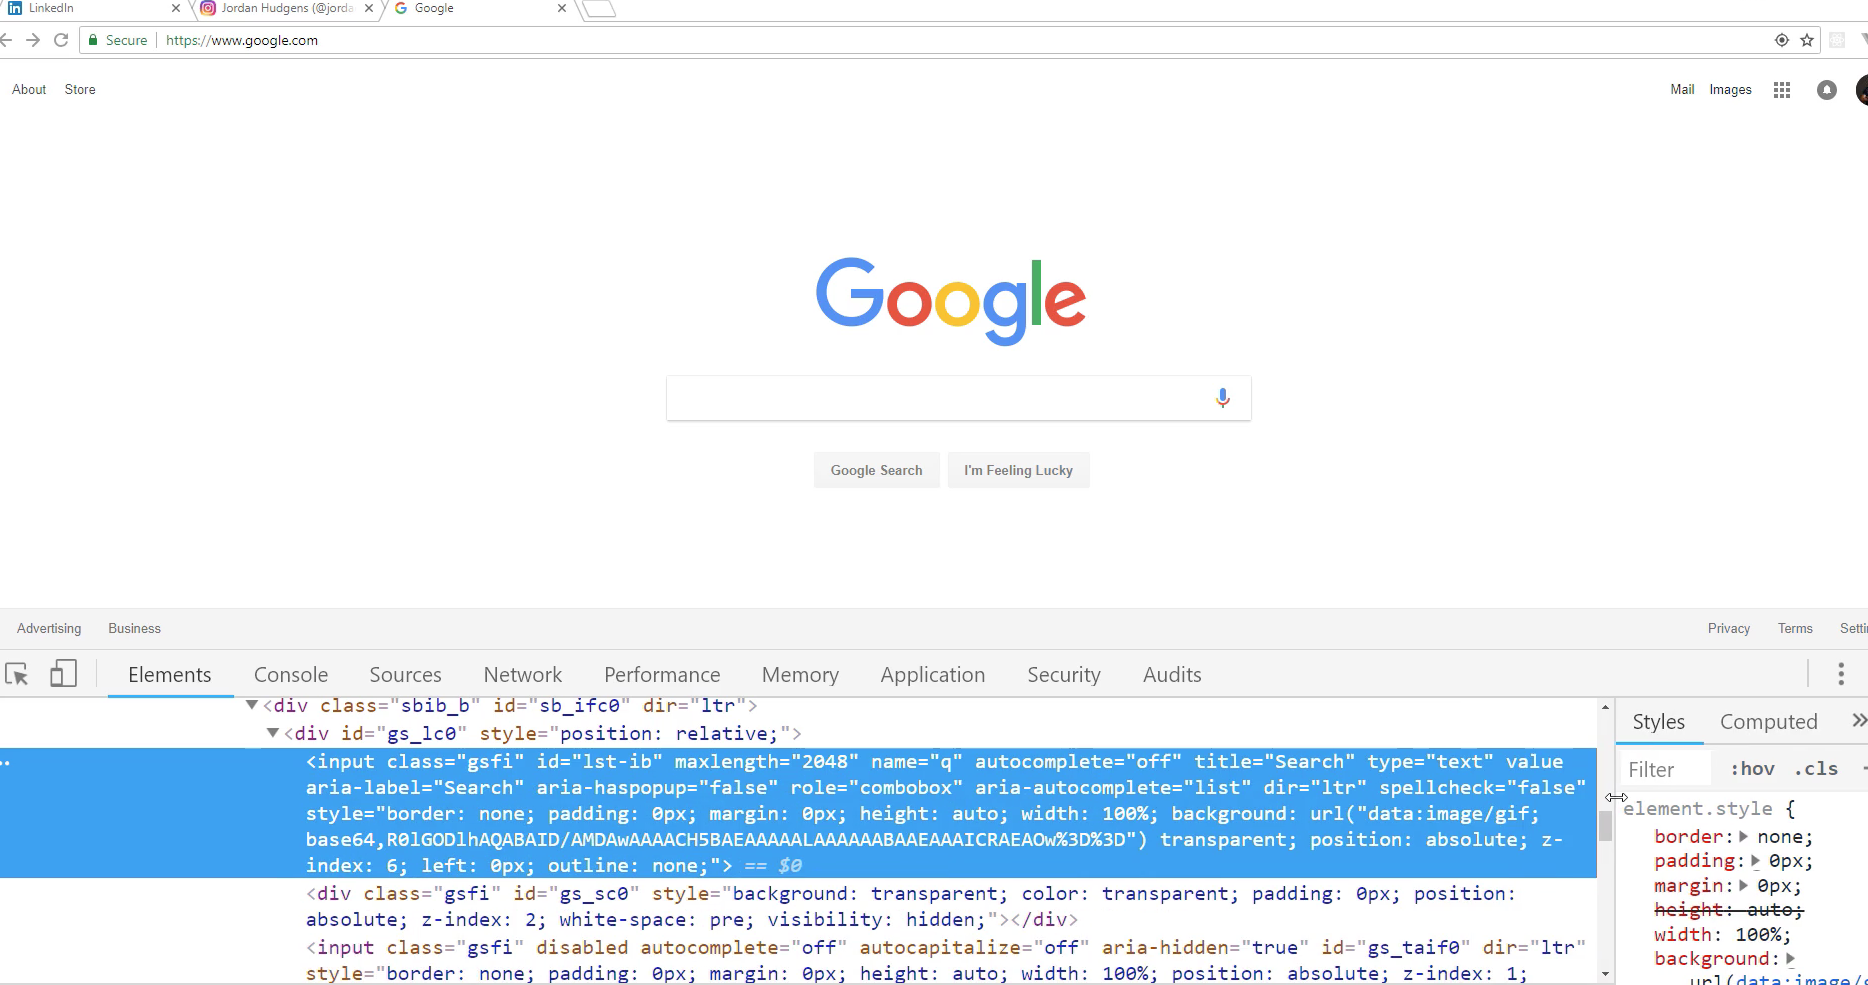 LinkedIn
Jordan Hudgens (@jorda
Google
Secure
https://www.google.com
About
Store
Mail
Images
Google
Google Search
I'm Feeling Lucky
Advertising
Business
Privacy
Terms
Setti
Elements
Console
Sources
Network
Performance
Memory
Application
Security
Audits
<div class="sbib_b" id="sb_ifc0" dir="ltr">
<div id="gs_lc0" style="position: relative;">
<input class="gsfi" id="lst-ib" maxlength="2048" name="q" autocomplete="off" title="Search" type="text" value
aria-label="Search" aria-haspopup="false" role="combobox" aria-autocomplete="list" dir="ltr" spellcheck="false"
style="border: none; padding: 0px; margin: 0px; height: auto; width: 100%; background: url("data:image/gif;
base64,R0lGODlhAQABAID/AMDAwAAAACH5BAEAAAAALAAAAAABAAEAAAICRAEAOw%3D%3D") transparent; position: absolute; z-
index: 6; left: 0px; outline: none;"> == $0
<div class="gsfi" id="gs_sc0" style="background: transparent; color: transparent; padding: 0px; position:
absolute; z-index: 2; white-space: pre; visibility: hidden;"></div>
<input class="gsfi" disabled autocomplete="off" autocapitalize="off" aria-hidden="true" id="gs_taif0" dir="ltr"
style="border: none; padding: 0px; margin: 0px; height: auto; width: 100%; position: absolute; z-index: 1;
Styles
Computed
Filter
:hov
.cls
element.style {
border: none;
padding: 0px;
margin: 0px;
height: auto;
width: 100%;
background:
url(data:image/